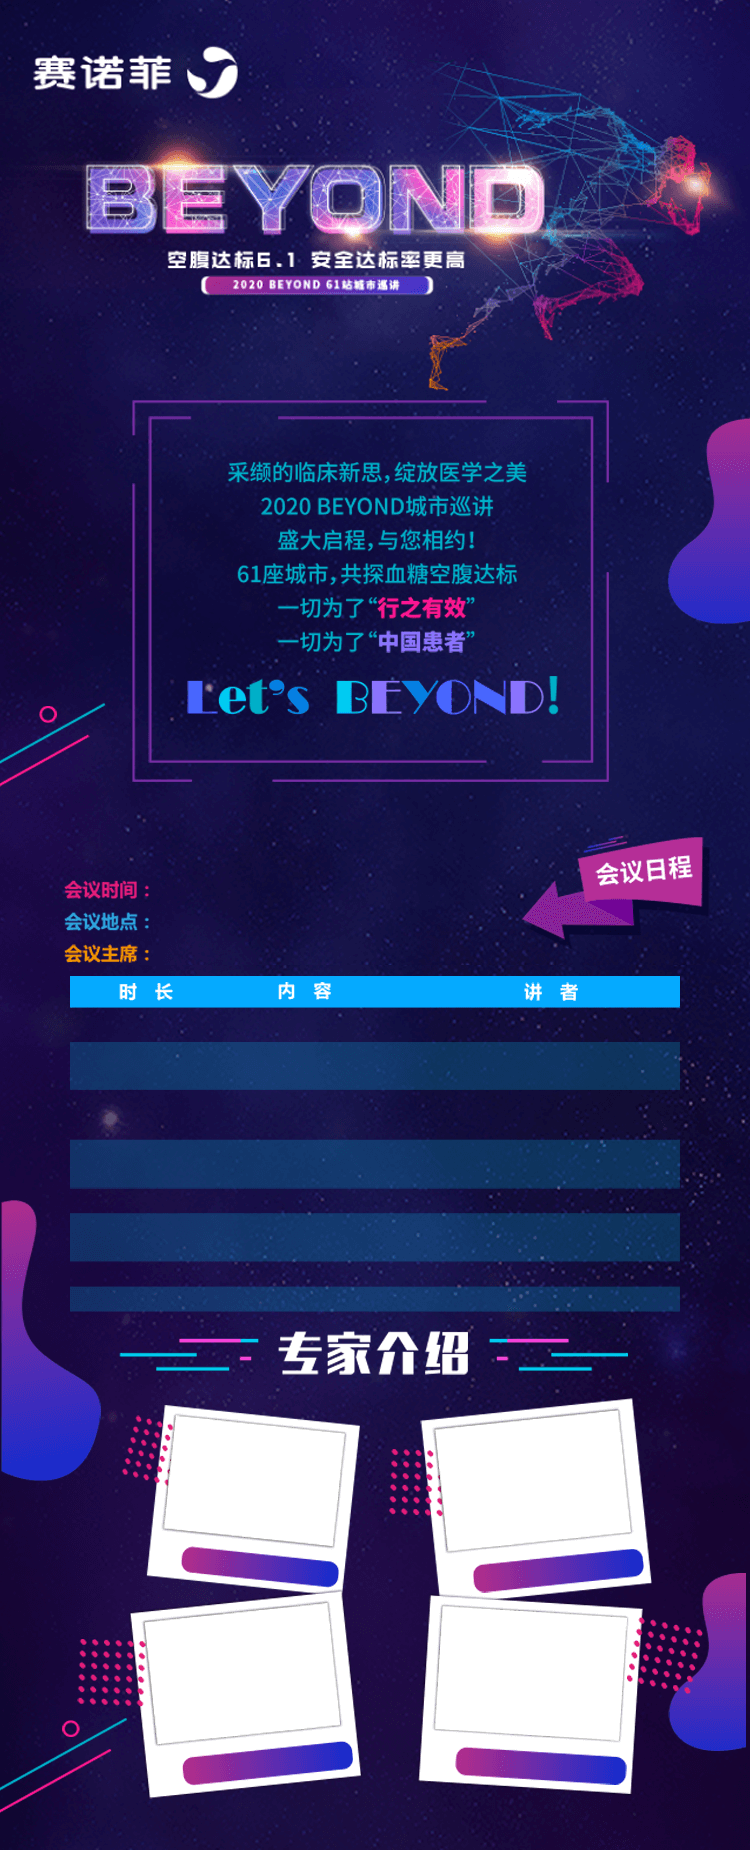 赛诺菲
BEYOND
空腹达标6.1 安全达标率更高
2020 BEYOND 61站城市巡讲
采缬的临床新思，绽放医学之美
2020 BEYOND城市巡讲
盛大启程，与您相约！
61座城市，共探血糖空腹达标
一切为了“行之有效”
一切为了“中国患者”
Let's BEYOND!
会议日程
会议时间：
会议地点：
会议主席：
时 长 内 容 讲 者
专家介绍